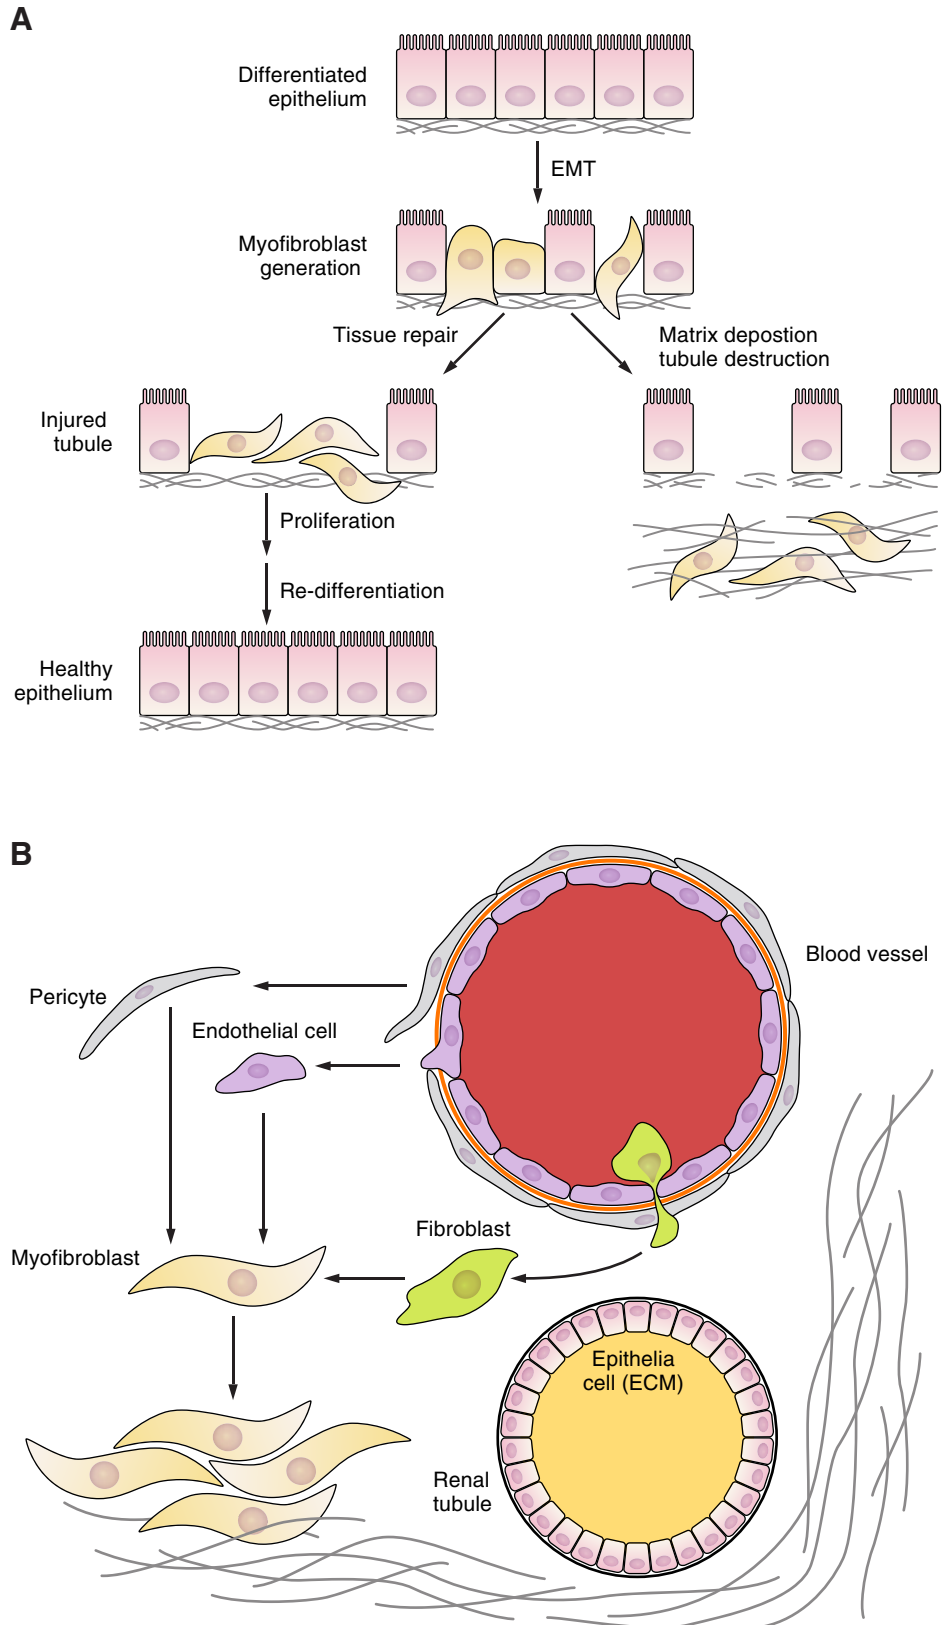 A
Differentiated
epithelium
EMT
Myofibroblast
generation
Tissue repair
Matrix depostion
tubule destruction
Injured
tubule
Proliferation
Re-differentiation
Healthy
epithelium
B
Blood vessel
Pericyte
Endothelial cell
Fibroblast
Myofibroblast
Epithelia
cell (ECM)
Renal
tubule